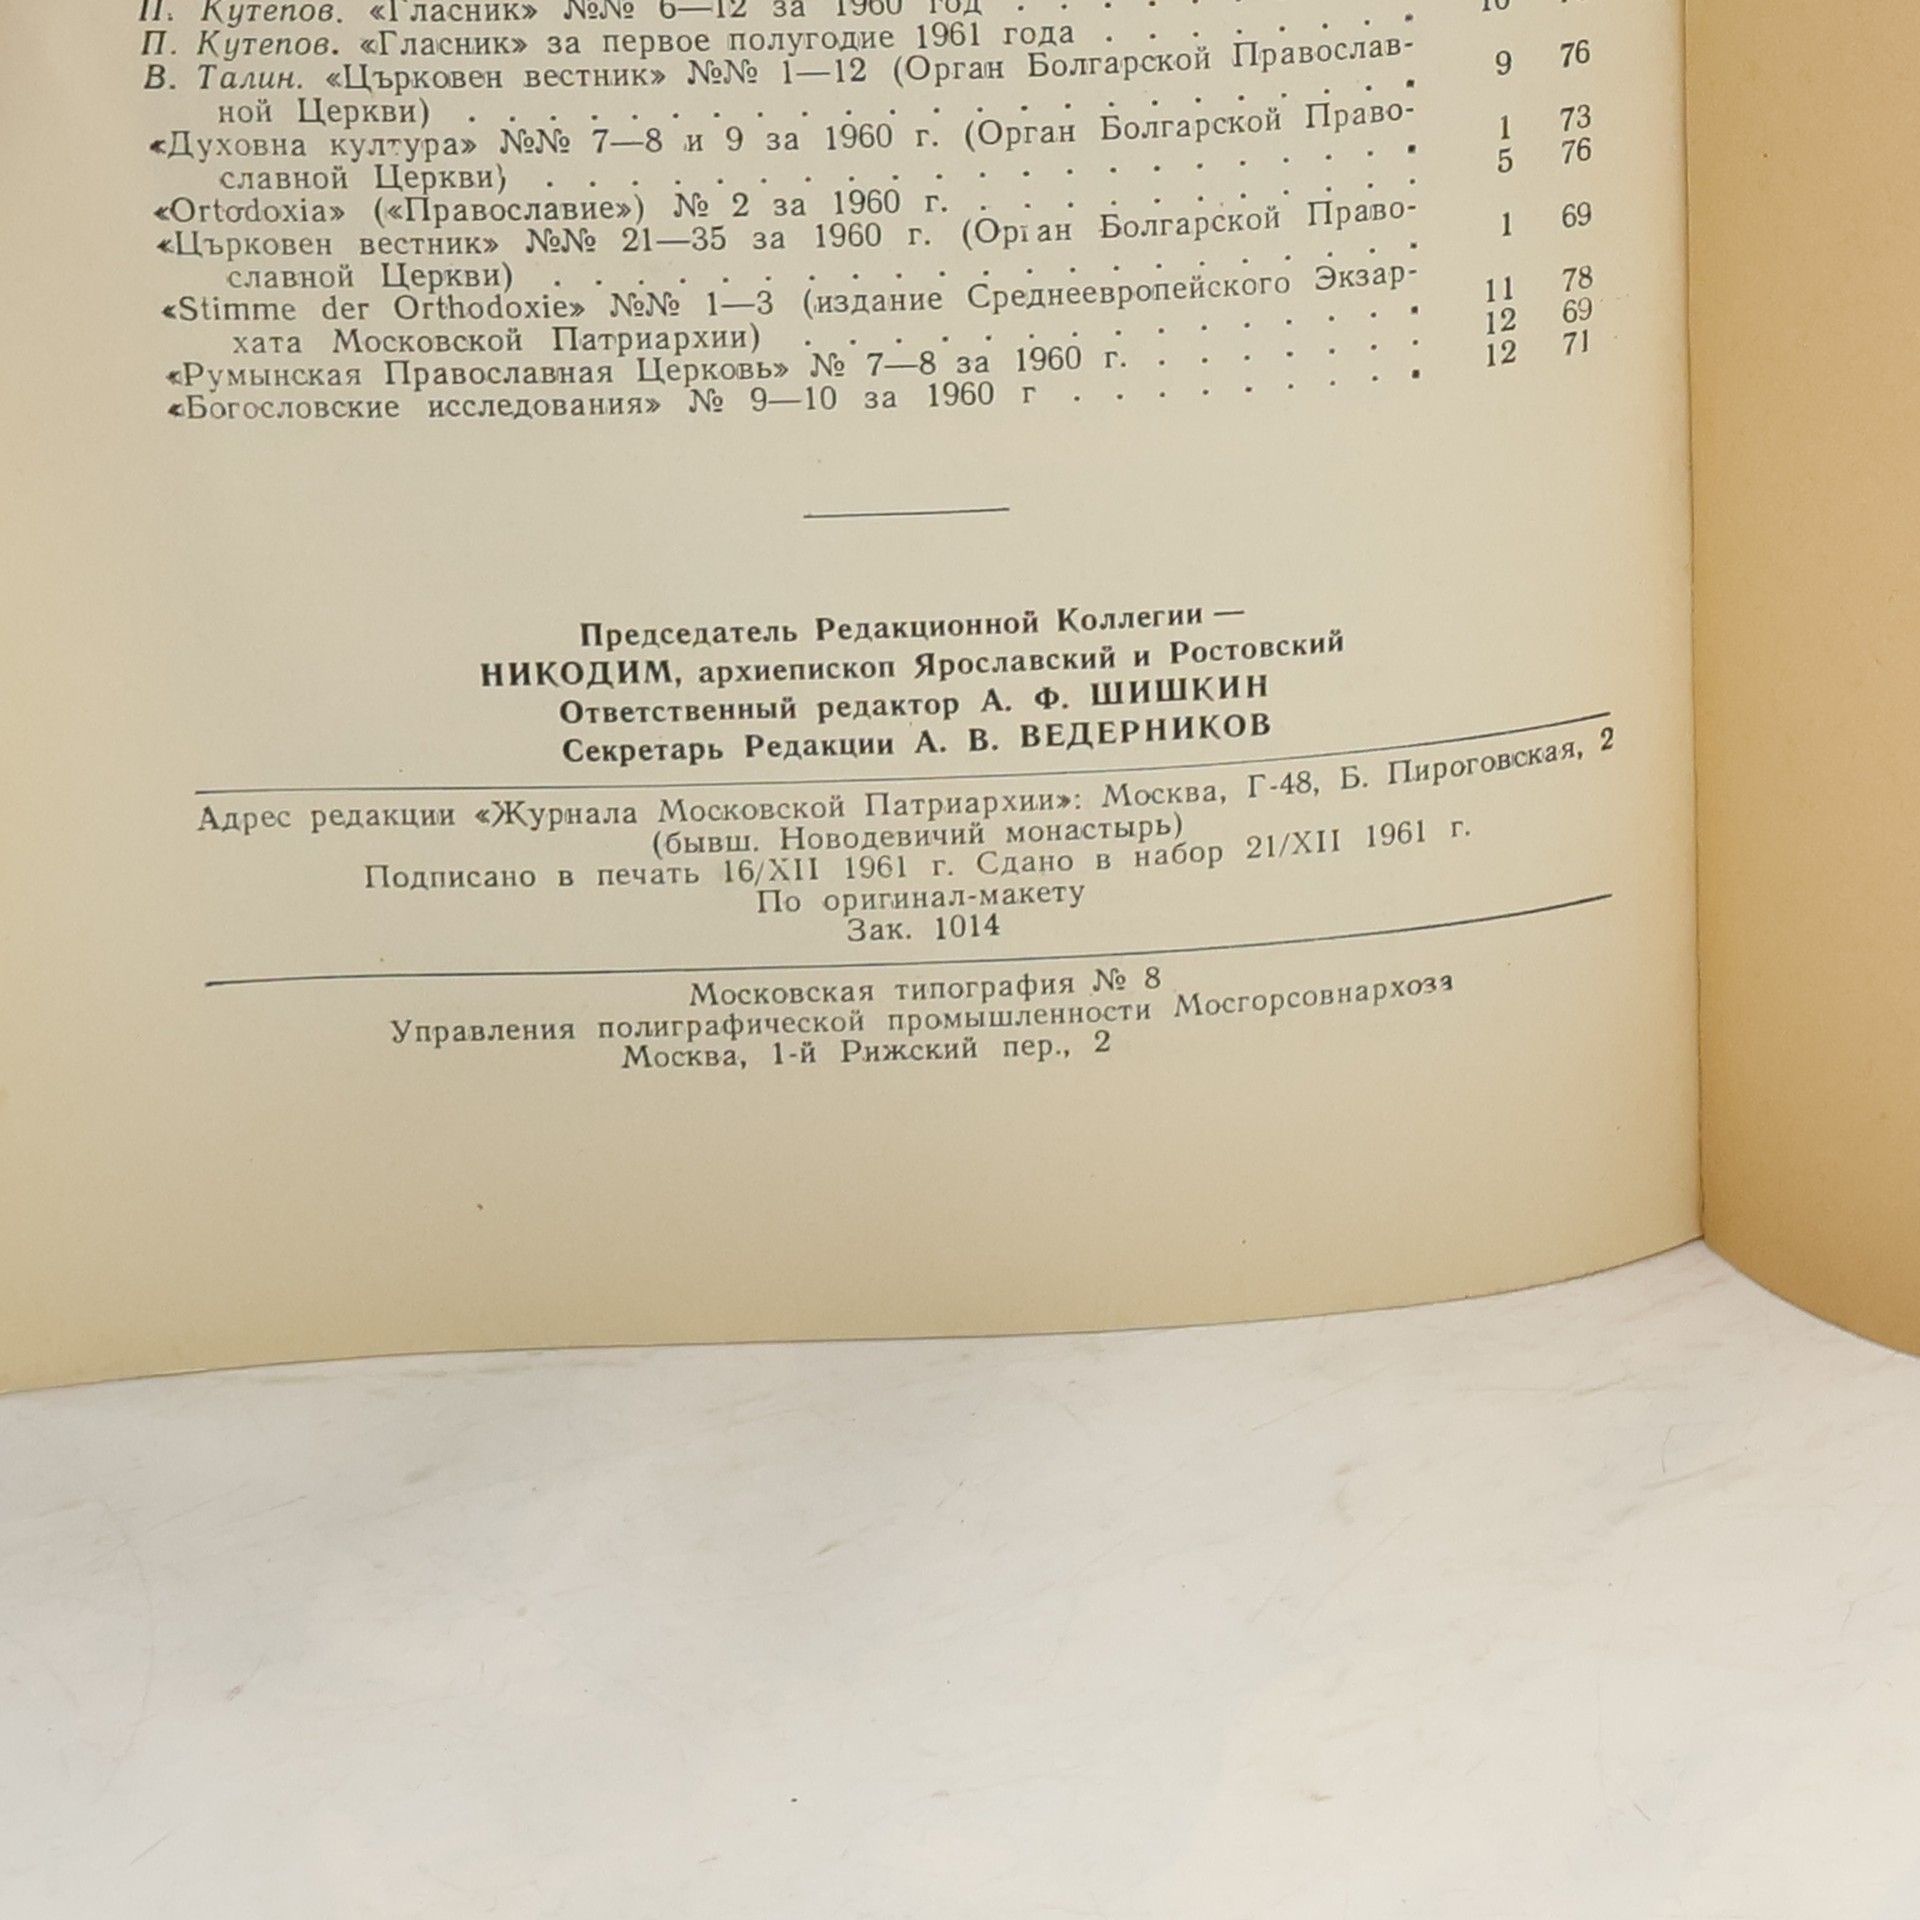 П. Кутепов. «Гласник» №№ 6—12 за 1960 год . . . . . . . 10
П. Кутепов. «Гласник» за первое полугодие 1961 года . . . . . . . .
В. Талин. «Църковен вестник» №№ 1—12 (Орган Болгарской Православ- 9 76
ной Церкви) . . . . . . . . . . . . . . . . . . . . . . .
«Духовна култура» №№ 7—8 и 9 за 1960 г. (Орган Болгарской Право- 1 73
славной Церкви) . . . . . . . . . . . . . . . . . . . . . 5 76
«Ortodoxia» («Православие») № 2 за 1960 г. . . . . . . . . . . .
«Църковен вестник» №№ 21—35 за 1960 г. (Орган Болгарской Право- 1 69
славной Церкви) . . . . . . . . . . . . . . . . . . . . .
«Stimme der Orthodoxie» №№ 1—3 (издание Среднеевропейского Экзар- 11 78
хата Московской Патриархии) . . . . . . . . . . . . . . . 12 69
«Румынская Православная Церковь» № 7—8 за 1960 г. . . . . . . . 12 71
«Богословские исследования» № 9—10 за 1960 г . . . . . . . . .
Председатель Редакционной Коллегии —
НИКОДИМ, архиепископ Ярославский и Ростовский
Ответственный редактор А. Ф. ШИШКИН
Секретарь Редакции А. В. ВЕДЕРНИКОВ
Адрес редакции «Журнала Московской Патриархии»: Москва, Г-48, Б. Пироговская, 2
(бывш. Новодевичий монастырь)
Подписано в печать 16/XII 1961 г. Сдано в набор 21/XII 1961 г.
По оригинал-макету
Зак. 1014
Московская типография № 8
Управления полиграфической промышленности Мосгорсовнархоза
Москва, 1-й Рижский пер., 2